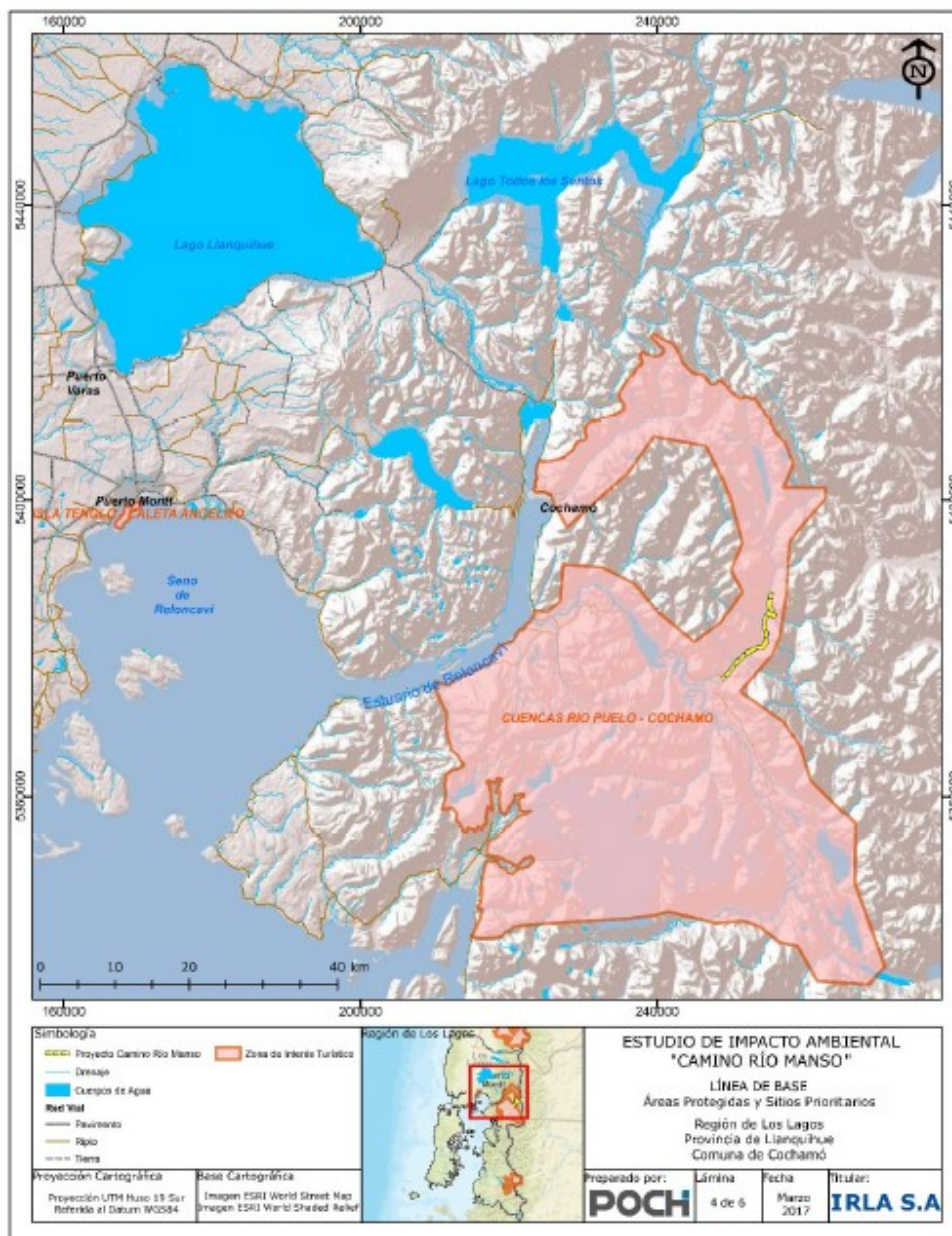 160000 200000 240000
N
Lago Todos los Santos
5440000
Lago Llanquihue
Puerto
Varas
5400000
Puerto Montt
Cochamó
Seno
de
Reloncaví
Estuario de Reloncaví
CUENCAS RIO PUELO - COCHAMO
0 10 20 40 km
160000 200000 240000
Simbología
Proyecto Camino Río Manso
Zona de Interés Turístico
Drenaje
Cuerpos de Agua
Red Vial
Pavimento
Ripio
Tierra
Proyección Cartográfica
Proyección UTM Huso 19 Sur
Referida al Datum WGS84
Base Cartográfica
Imagen ESRI World Street Map
Imagen ESRI World Shaded Relief
Región de Los Lagos
ESTUDIO DE IMPACTO AMBIENTAL
"CAMINO RÍO MANSO"
LÍNEA DE BASE
Áreas Protegidas y Sitios Prioritarios
Región de Los Lagos
Provincia de Llanquihue
Comuna de Cochamó
Preparado por:
POCH
Lámina
4 de 6
Fecha
Marzo
2017
Titular:
IRLA S.A